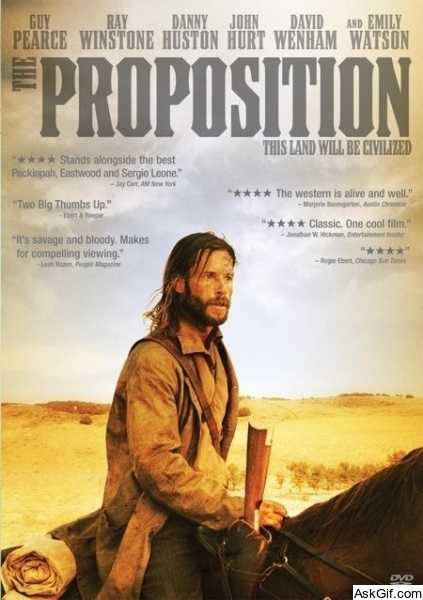 GUY PEARCE RAY WINSTONE DANNY HUSTON JOHN HURT DAVID WENHAM AND EMILY WATSON
THE PROPOSITION
THIS LAND WILL BE CIVILIZED
"★★★★ Stands alongside the best
Peckinpah, Eastwood and Sergio Leone."
– Jay Carr, AM New York
"Two Big Thumbs Up."
– Ebert & Roeper
"It's savage and bloody. Makes
for compelling viewing."
– Leah Rozen, People Magazine
"★★★★ The western is alive and well."
– Marjorie Baumgarten, Austin Chronicle
"★★★★ Classic. One cool film."
– Jonathan W. Hickman, Entertainment Insider
"★★★★"
– Roger Ebert, Chicago Sun Times
DVD
AskGif.com